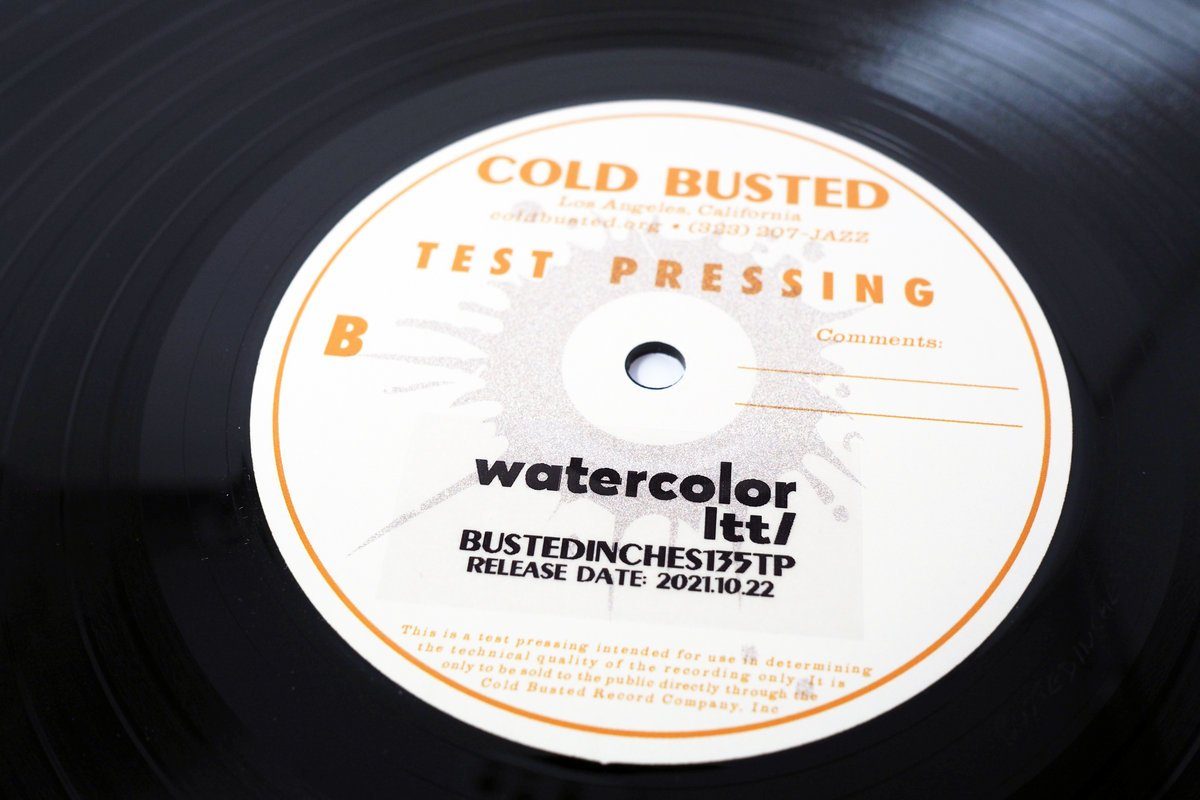 COLD BUSTED
Los Angeles, California
coldbusted.org • (323) 207-JAZZ
TEST PRESSING
B
Comments:
watercolor
ltt/
BUSTEDINCHES135TP
RELEASE DATE: 2021.10.22
This is a test pressing intended for use in determining
the technical quality of the recording only. It is
only to be sold to the public directly through the
Cold Busted Record Company, Inc